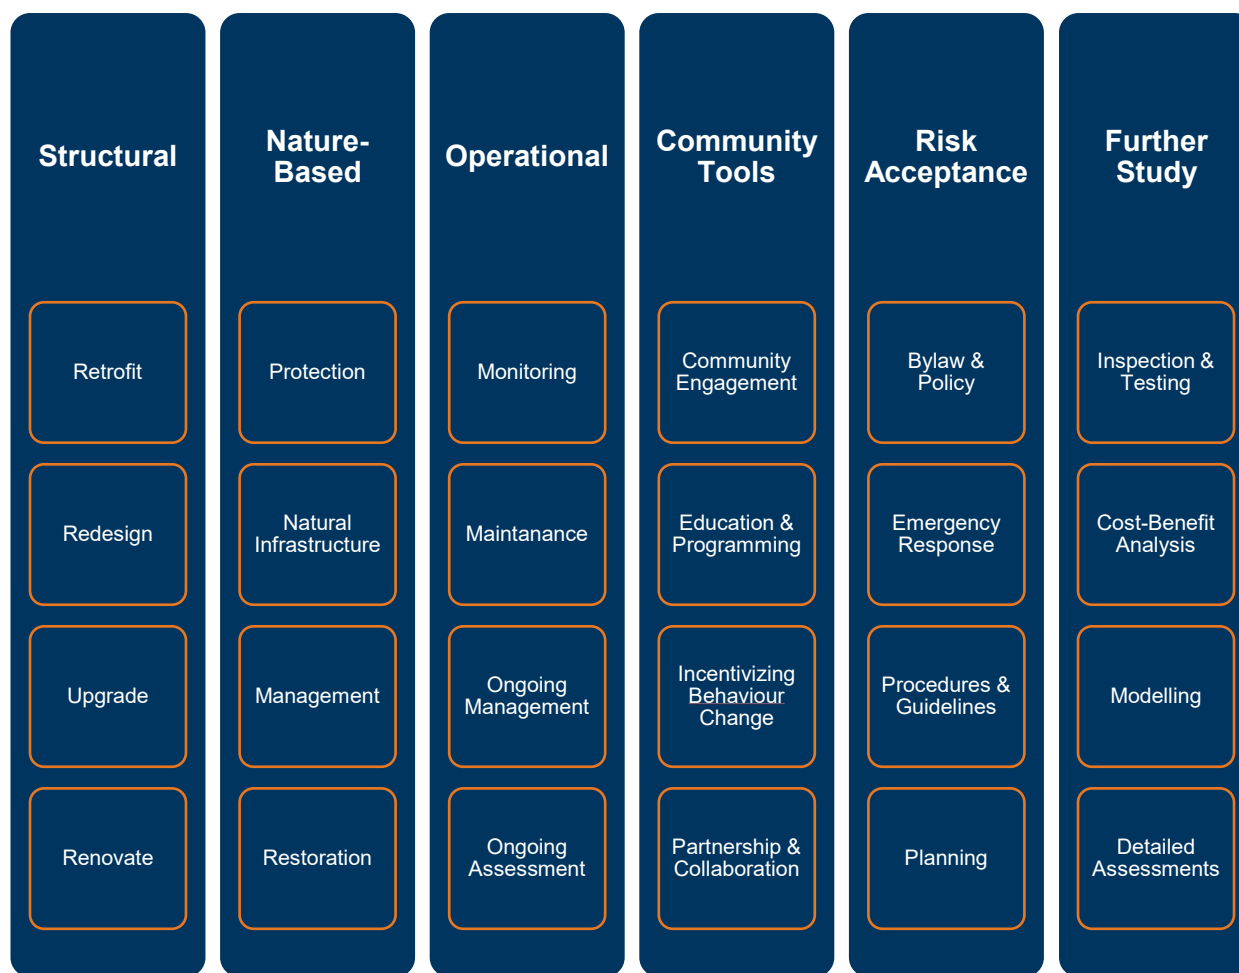 Structural
Nature-
Based
Operational
Community
Tools
Risk
Acceptance
Further
Study
Retrofit
Protection
Monitoring
Community
Engagement
Bylaw &
Policy
Inspection &
Testing
Redesign
Natural
Infrastructure
Maintanance
Education &
Programming
Emergency
Response
Cost-Benefit
Analysis
Upgrade
Management
Ongoing
Management
Incentivizing
Behaviour
Change
Procedures &
Guidelines
Modelling
Renovate
Restoration
Ongoing
Assessment
Partnership &
Collaboration
Planning
Detailed
Assessments